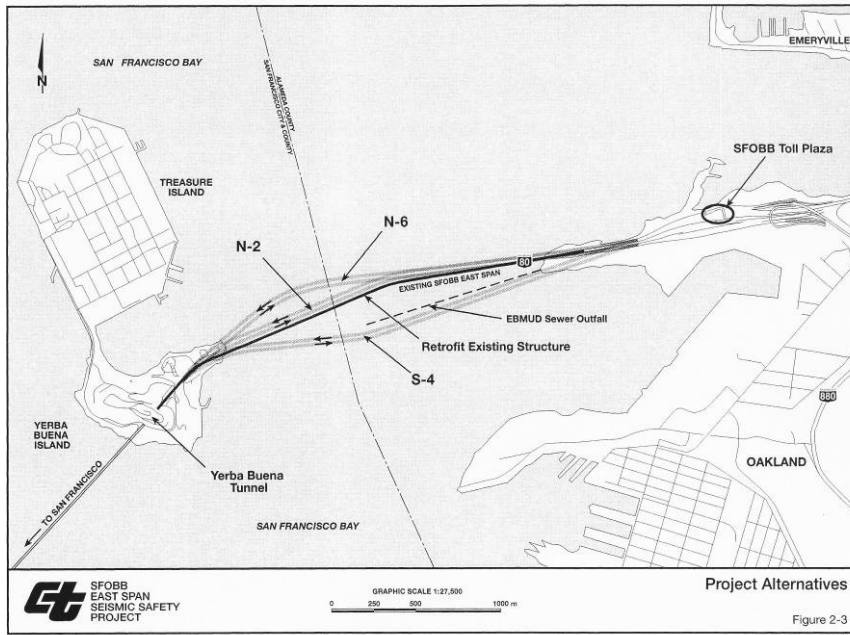 SAN FRANCISCO BAY
N
EMERYVILLE
ALAMEDA COUNTY
SAN FRANCISCO CITY & COUNTY
SFOBB Toll Plaza
TREASURE
ISLAND
N-6
N-2
80
EXISTING SFOBB EAST SPAN
EBMUD Sewer Outfall
Retrofit Existing Structure
S-4
880
YERBA
BUENA
ISLAND
OAKLAND
Yerba Buena
Tunnel
TO SAN FRANCISCO
SAN FRANCISCO BAY
Ct
SFOBB
EAST SPAN
SEISMIC SAFETY
PROJECT
GRAPHIC SCALE 1:27,500
0 250 500 1000 m
Project Alternatives
Figure 2-3